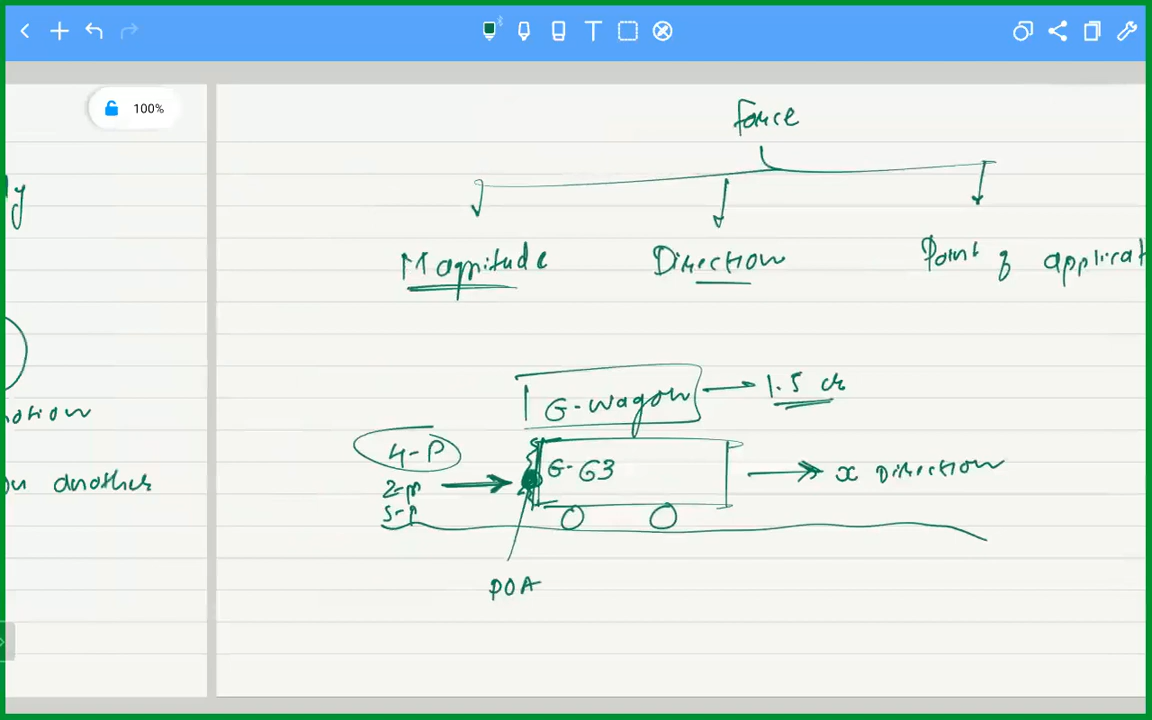 100%
Force
Magnitude Direction Point of applicat
G-wagon → 1.5 cr
4-P
2-P
5-P
G-G3 → x Direction
POA
y
otion
on another